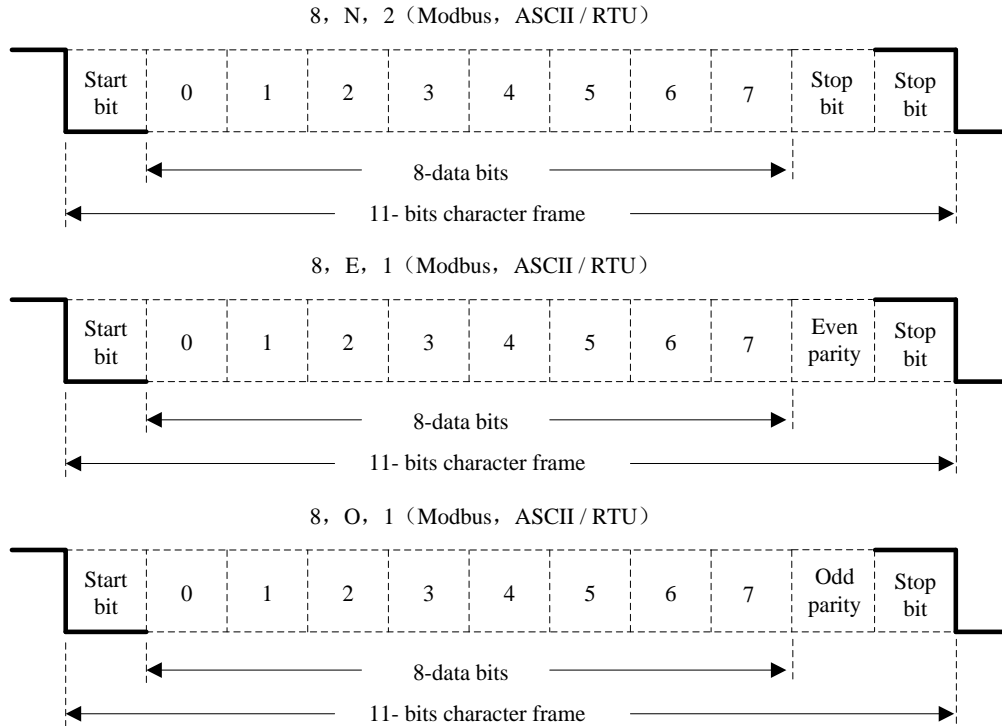 8，N，2（Modbus，ASCII / RTU）
Start bit 0 1 2 3 4 5 6 7 Stop bit Stop bit
8-data bits
11- bits character frame
8，E，1（Modbus，ASCII / RTU）
Start bit 0 1 2 3 4 5 6 7 Even parity Stop bit
8-data bits
11- bits character frame
8，O，1（Modbus，ASCII / RTU）
Start bit 0 1 2 3 4 5 6 7 Odd parity Stop bit
8-data bits
11- bits character frame